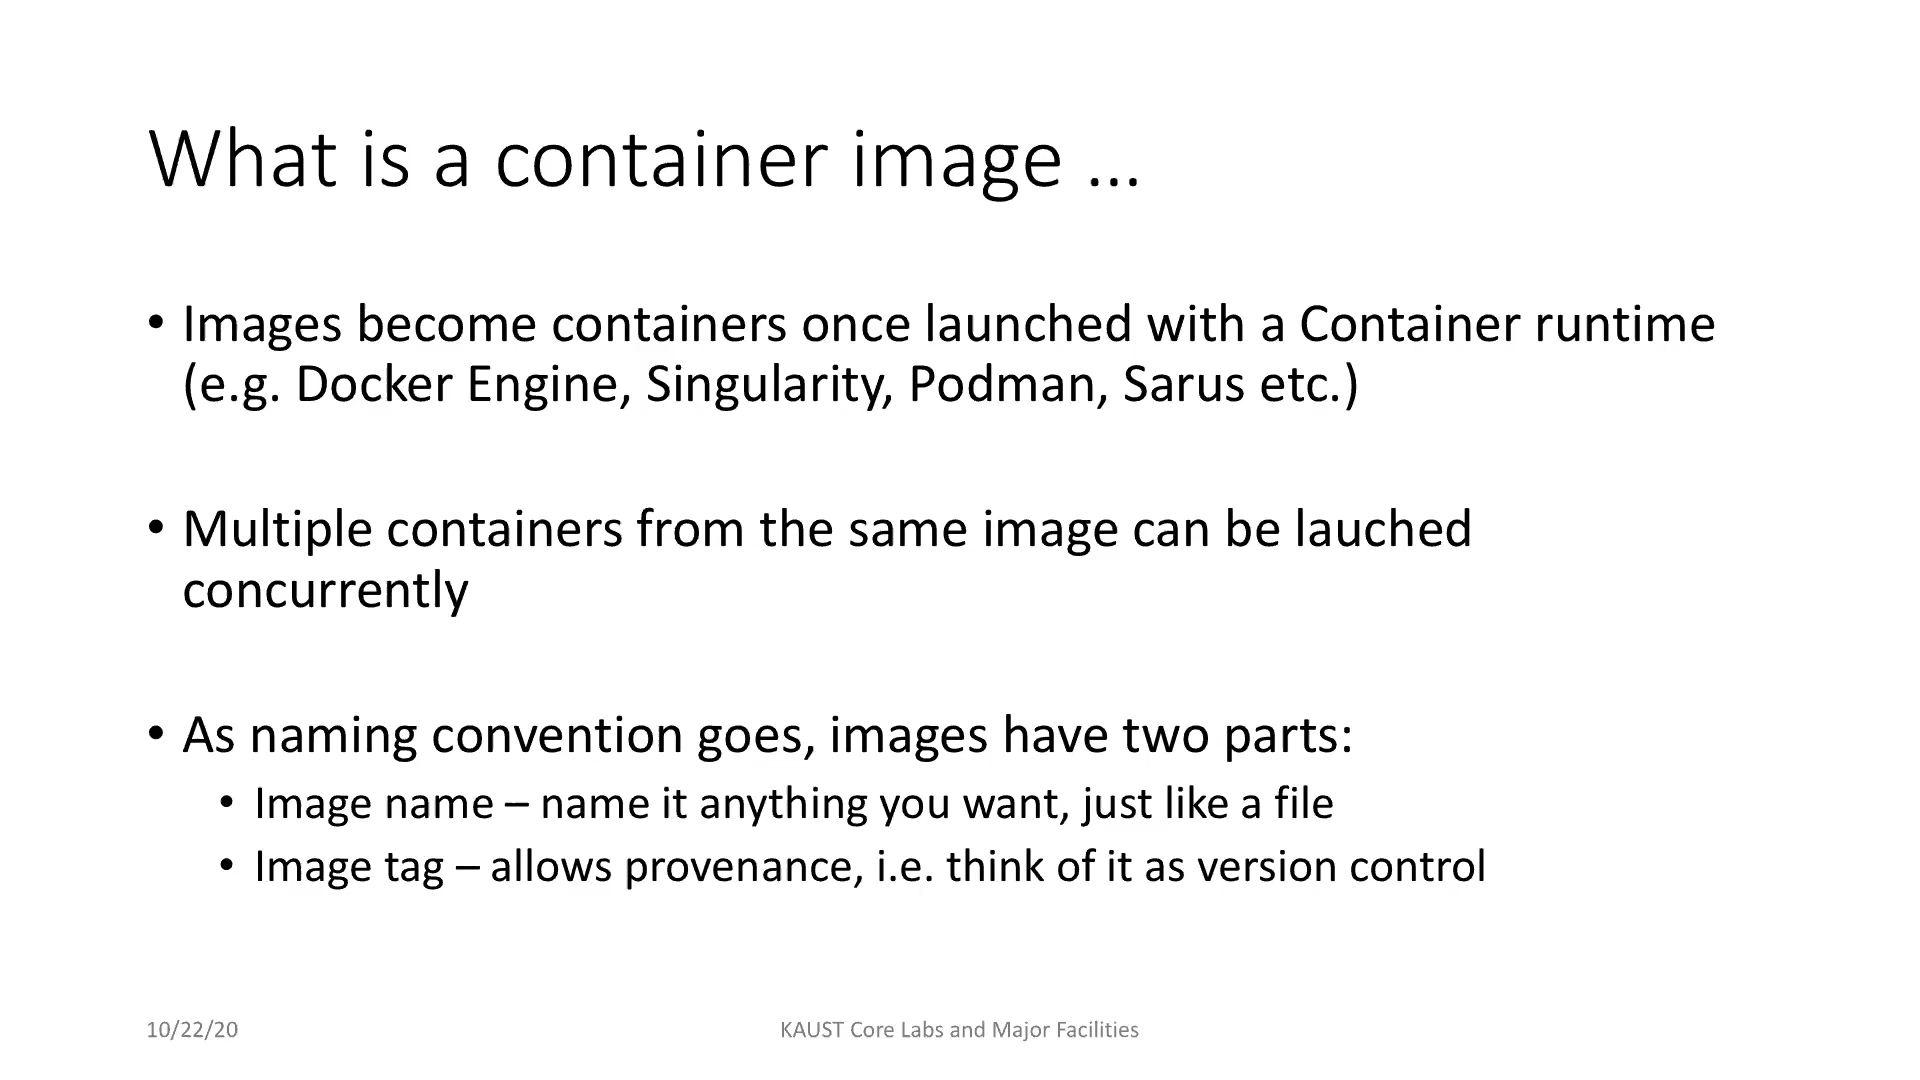 What is a container image ...
• Images become containers once launched with a Container runtime
(e.g. Docker Engine, Singularity, Podman, Sarus etc.)
• Multiple containers from the same image can be lauched
concurrently
• As naming convention goes, images have two parts:
• Image name – name it anything you want, just like a file
• Image tag – allows provenance, i.e. think of it as version control
10/22/20
KAUST Core Labs and Major Facilities